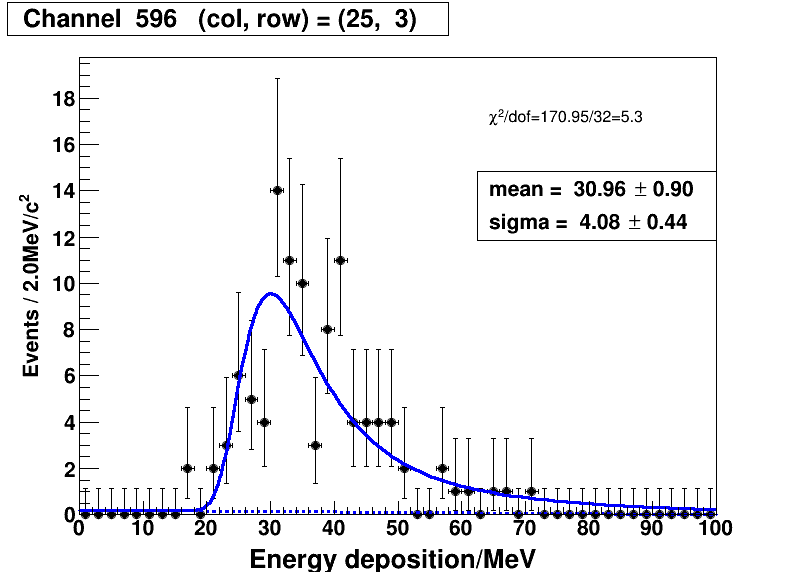 Channel 596 (col, row) = (25, 3)
χ²/dof=170.95/32=5.3
mean = 30.96 ± 0.90
sigma = 4.08 ± 0.44
Events / 2.0MeV/c²
18
16
14
12
10
8
6
4
2
0
0 10 20 30 40 50 60 70 80 90 100
Energy deposition/MeV